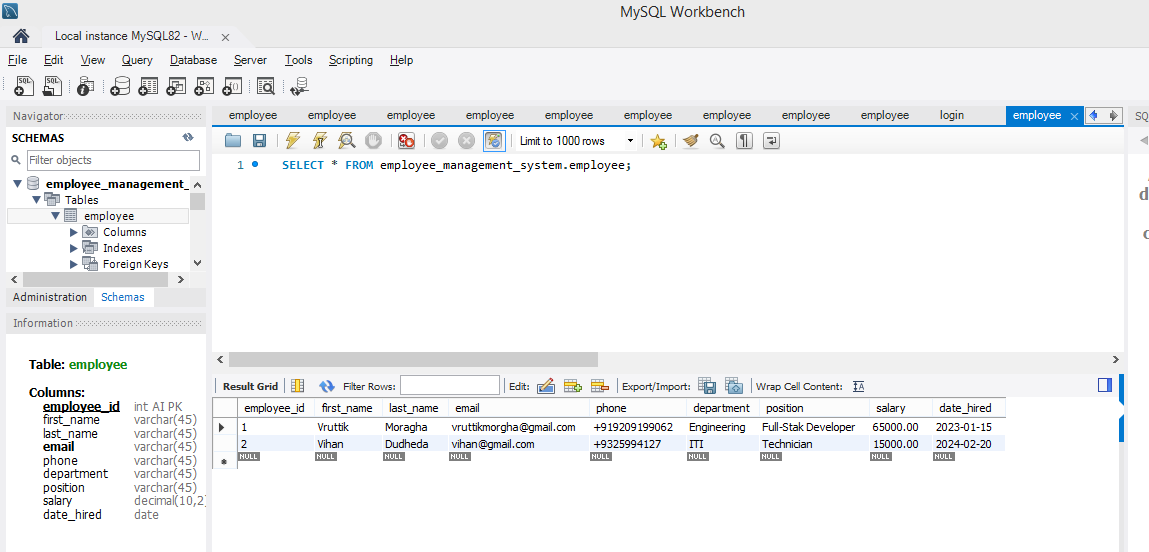 MySQL Workbench
Local instance MySQL82 - W...
File Edit View Query Database Server Tools Scripting Help
Navigator
SCHEMAS
Filter objects
employee_management_
Tables
employee
Columns
Indexes
Foreign Keys
Administration Schemas
Information
Table: employee
Columns:
employee_id int AI PK
first_name varchar(45)
last_name varchar(45)
email varchar(45)
phone varchar(45)
department varchar(45)
position varchar(45)
salary decimal(10,2)
date_hired date
employee employee employee employee employee employee employee employee employee login employee
SQ
Limit to 1000 rows
1 SELECT * FROM employee_management_system.employee;
d
c
Result Grid Filter Rows: Edit: Export/Import: Wrap Cell Content:
employee_id first_name last_name email phone department position salary date_hired
1 Vruttik Moragha vruttikmorgha@gmail.com +919209199062 Engineering Full-Stak Developer 65000.00 2023-01-15
2 Vihan Dudheda vihan@gmail.com +9325994127 ITI Technician 15000.00 2024-02-20
NULL NULL NULL NULL NULL NULL NULL NULL NULL